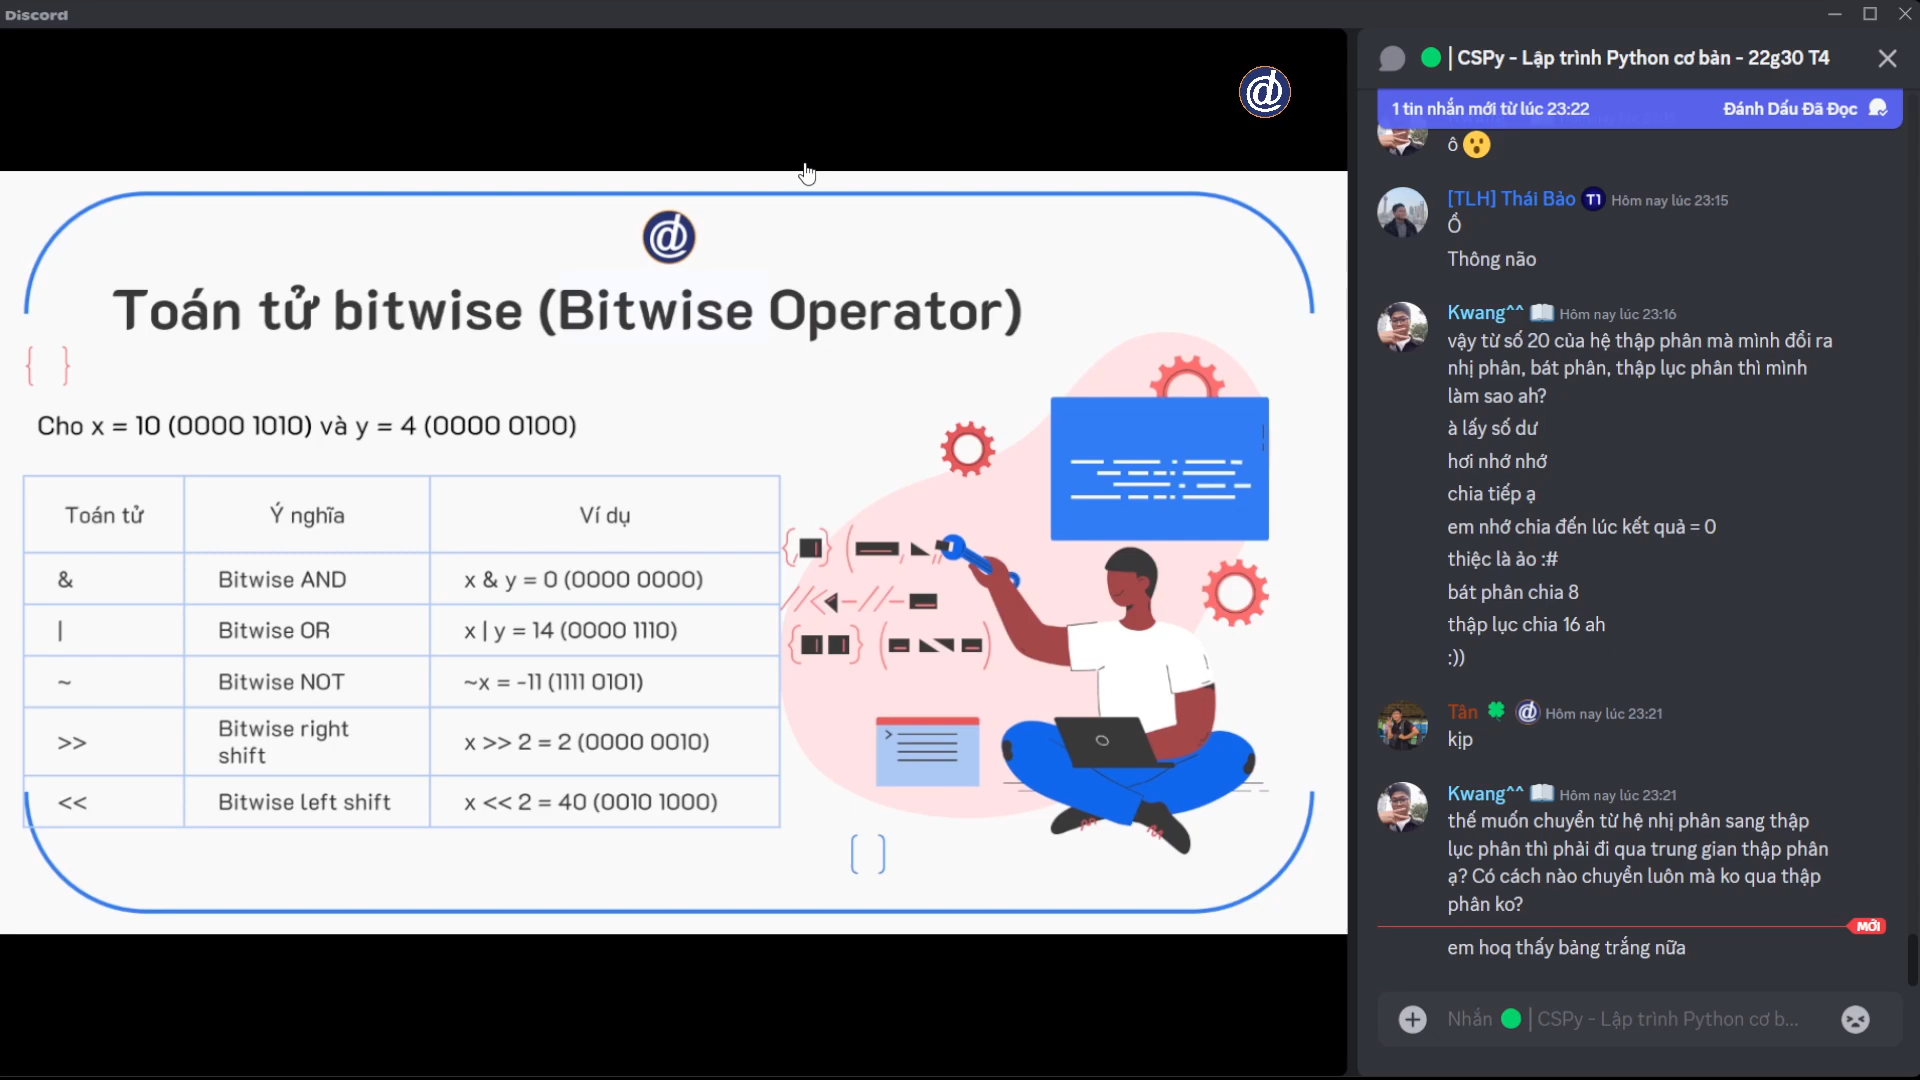 Discord
Toán tử bitwise (Bitwise Operator)
Cho x = 10 (0000 1010) và y = 4 (0000 0100)
Toán tử Ý nghĩa Ví dụ
& Bitwise AND x & y = 0 (0000 0000)
| Bitwise OR x | y = 14 (0000 1110)
~ Bitwise NOT ~x = -11 (1111 0101)
>> Bitwise right shift x >> 2 = 2 (0000 0010)
<< Bitwise left shift x << 2 = 40 (0010 1000)
| CSPy - Lập trình Python cơ bản - 22g30 T4
1 tin nhắn mới từ lúc 23:22 Đánh Dấu Đã Đọc
ô 😮
[TLH] Thái Bảo T1 Hôm nay lúc 23:15
Ồ
Thông não
Kwang^^ 📖 Hôm nay lúc 23:16
vậy từ số 20 của hệ thập phân mà mình đổi ra
nhị phân, bát phân, thập lục phân thì mình
làm sao ah?
à lấy số dư
hơi nhớ nhớ
chia tiếp ạ
em nhớ chia đến lúc kết quả = 0
thiệc là ảo :#
bát phân chia 8
thập lục chia 16 ah
:))
Tân 🍀 Hôm nay lúc 23:21
kịp
Kwang^^ 📖 Hôm nay lúc 23:21
thế muốn chuyển từ hệ nhị phân sang thập
lục phân thì phải đi qua trung gian thập phân
ạ? Có cách nào chuyển luôn mà ko qua thập
phân ko?
MỚI
em hoq thấy bảng trắng nữa
Nhắn | CSPy - Lập trình Python cơ b...